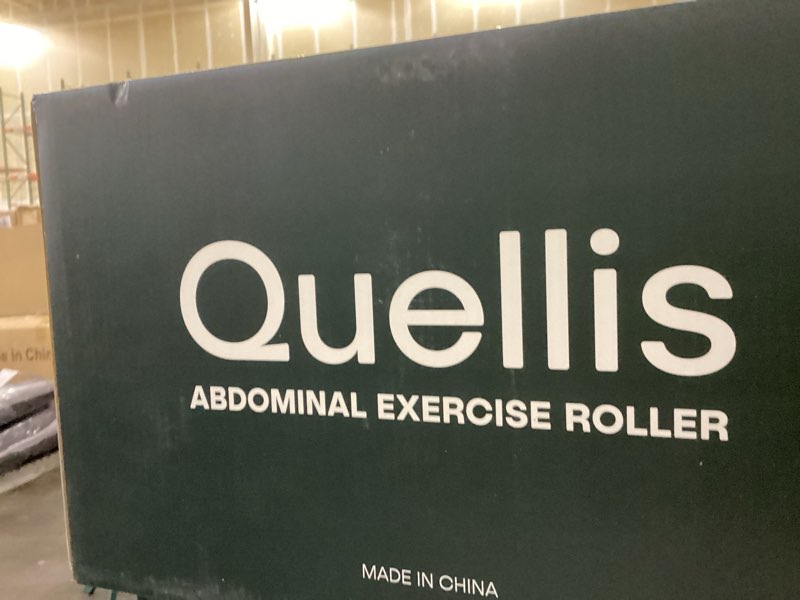 Quellis
ABDOMINAL EXERCISE ROLLER
MADE IN CHINA